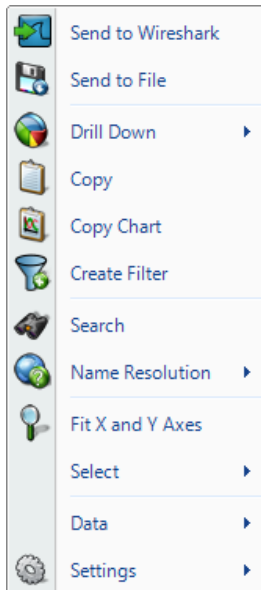 Send to Wireshark
Send to File
Drill Down
Copy
Copy Chart
Create Filter
Search
Name Resolution
Fit X and Y Axes
Select
Data
Settings